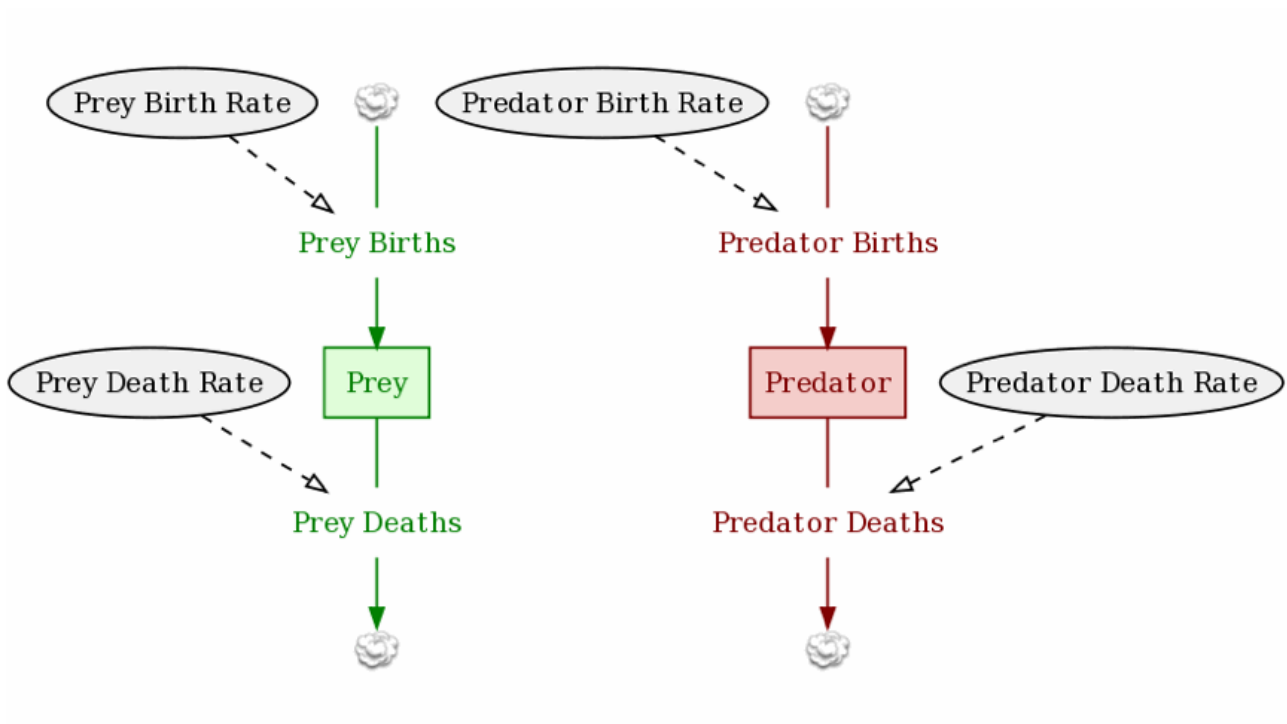 Prey Birth Rate
Predator Birth Rate
Prey Births
Predator Births
Prey Death Rate
Prey
Predator
Predator Death Rate
Prey Deaths
Predator Deaths